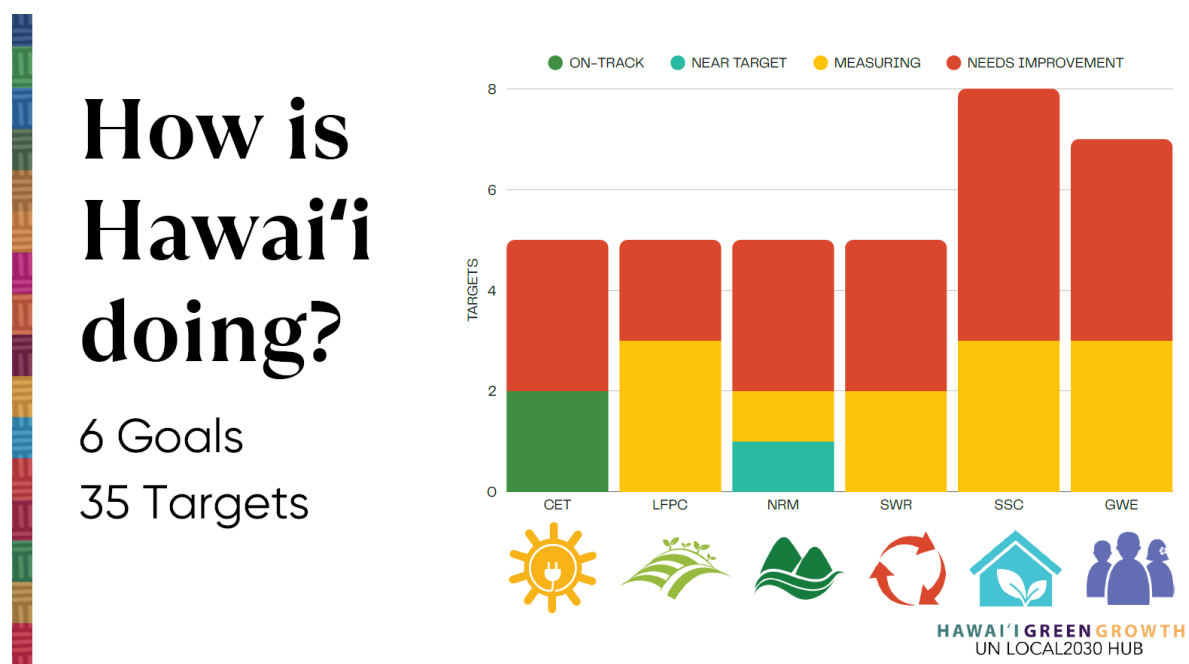 How is
Hawaiʻi
doing?
6 Goals
35 Targets
ON-TRACK
NEAR TARGET
MEASURING
NEEDS IMPROVEMENT
TARGETS
8
6
4
2
0
CET
LFPC
NRM
SWR
SSC
GWE
HAWAIʻI GREEN GROWTH
UN LOCAL2030 HUB